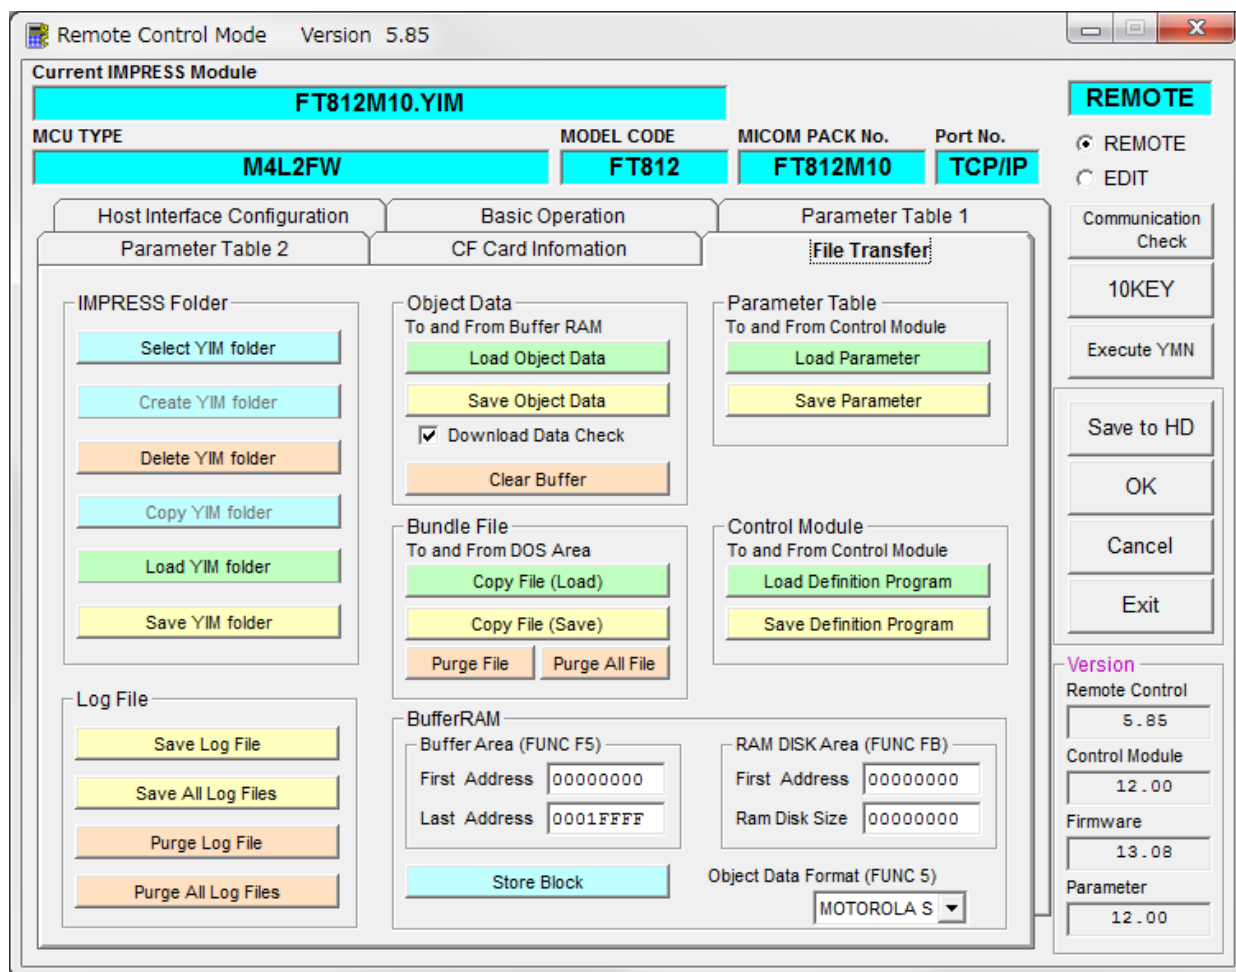 Remote Control Mode Version 5.85
Current IMPRESS Module
FT812M10.YIM
REMOTE
MCU TYPE
MODEL CODE
MICOM PACK No.
Port No.
M4L2FW
FT812
FT812M10
TCP/IP
REMOTE
EDIT
Host Interface Configuration
Basic Operation
Parameter Table 1
Parameter Table 2
CF Card Infomation
File Transfer
Communication
Check
10KEY
Execute YMN
Save to HD
OK
Cancel
Exit
IMPRESS Folder
Select YIM folder
Create YIM folder
Delete YIM folder
Copy YIM folder
Load YIM folder
Save YIM folder
Object Data
To and From Buffer RAM
Load Object Data
Save Object Data
Download Data Check
Clear Buffer
Parameter Table
To and From Control Module
Load Parameter
Save Parameter
Bundle File
To and From DOS Area
Copy File (Load)
Copy File (Save)
Purge File
Purge All File
Control Module
To and From Control Module
Load Definition Program
Save Definition Program
Log File
Save Log File
Save All Log Files
Purge Log File
Purge All Log Files
BufferRAM
Buffer Area (FUNC F5)
First Address 00000000
Last Address 0001FFFF
RAM DISK Area (FUNC FB)
First Address 00000000
Ram Disk Size 00000000
Store Block
Object Data Format (FUNC 5)
MOTOROLA S
Version
Remote Control
5.85
Control Module
12.00
Firmware
13.08
Parameter
12.00